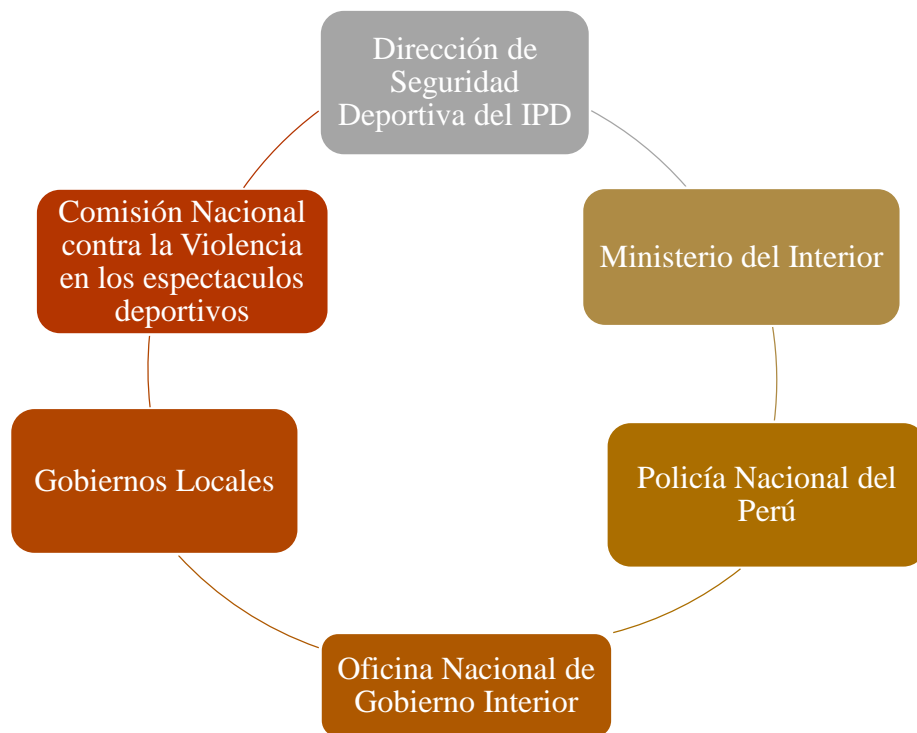 Dirección de
Seguridad
Deportiva del IPD
Ministerio del Interior
Policía Nacional del
Perú
Oficina Nacional de
Gobierno Interior
Gobiernos Locales
Comisión Nacional
contra la Violencia
en los espectaculos
deportivos